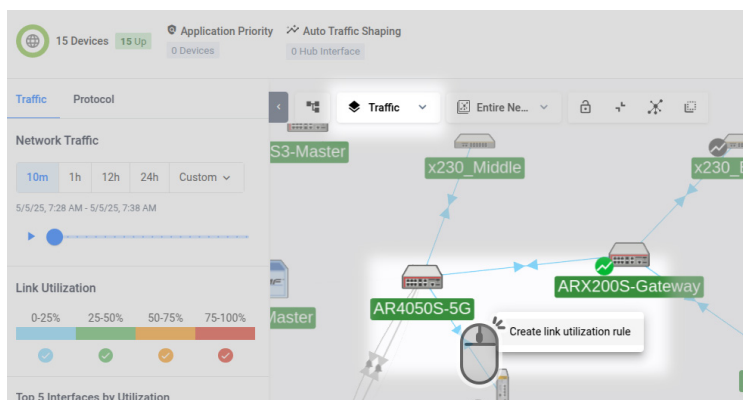 15 Devices 15 Up
Application Priority
0 Devices
Auto Traffic Shaping
0 Hub Interface
Traffic Protocol
Network Traffic
10m 1h 12h 24h Custom
5/5/25, 7:28 AM - 5/5/25, 7:38 AM
Link Utilization
0-25% 25-50% 50-75% 75-100%
Top 5 Interfaces by Utilization
Traffic
Entire Ne...
S3-Master
x230_Middle
x230_
ARX200S-Gateway
AR4050S-5G
Master
Create link utilization rule